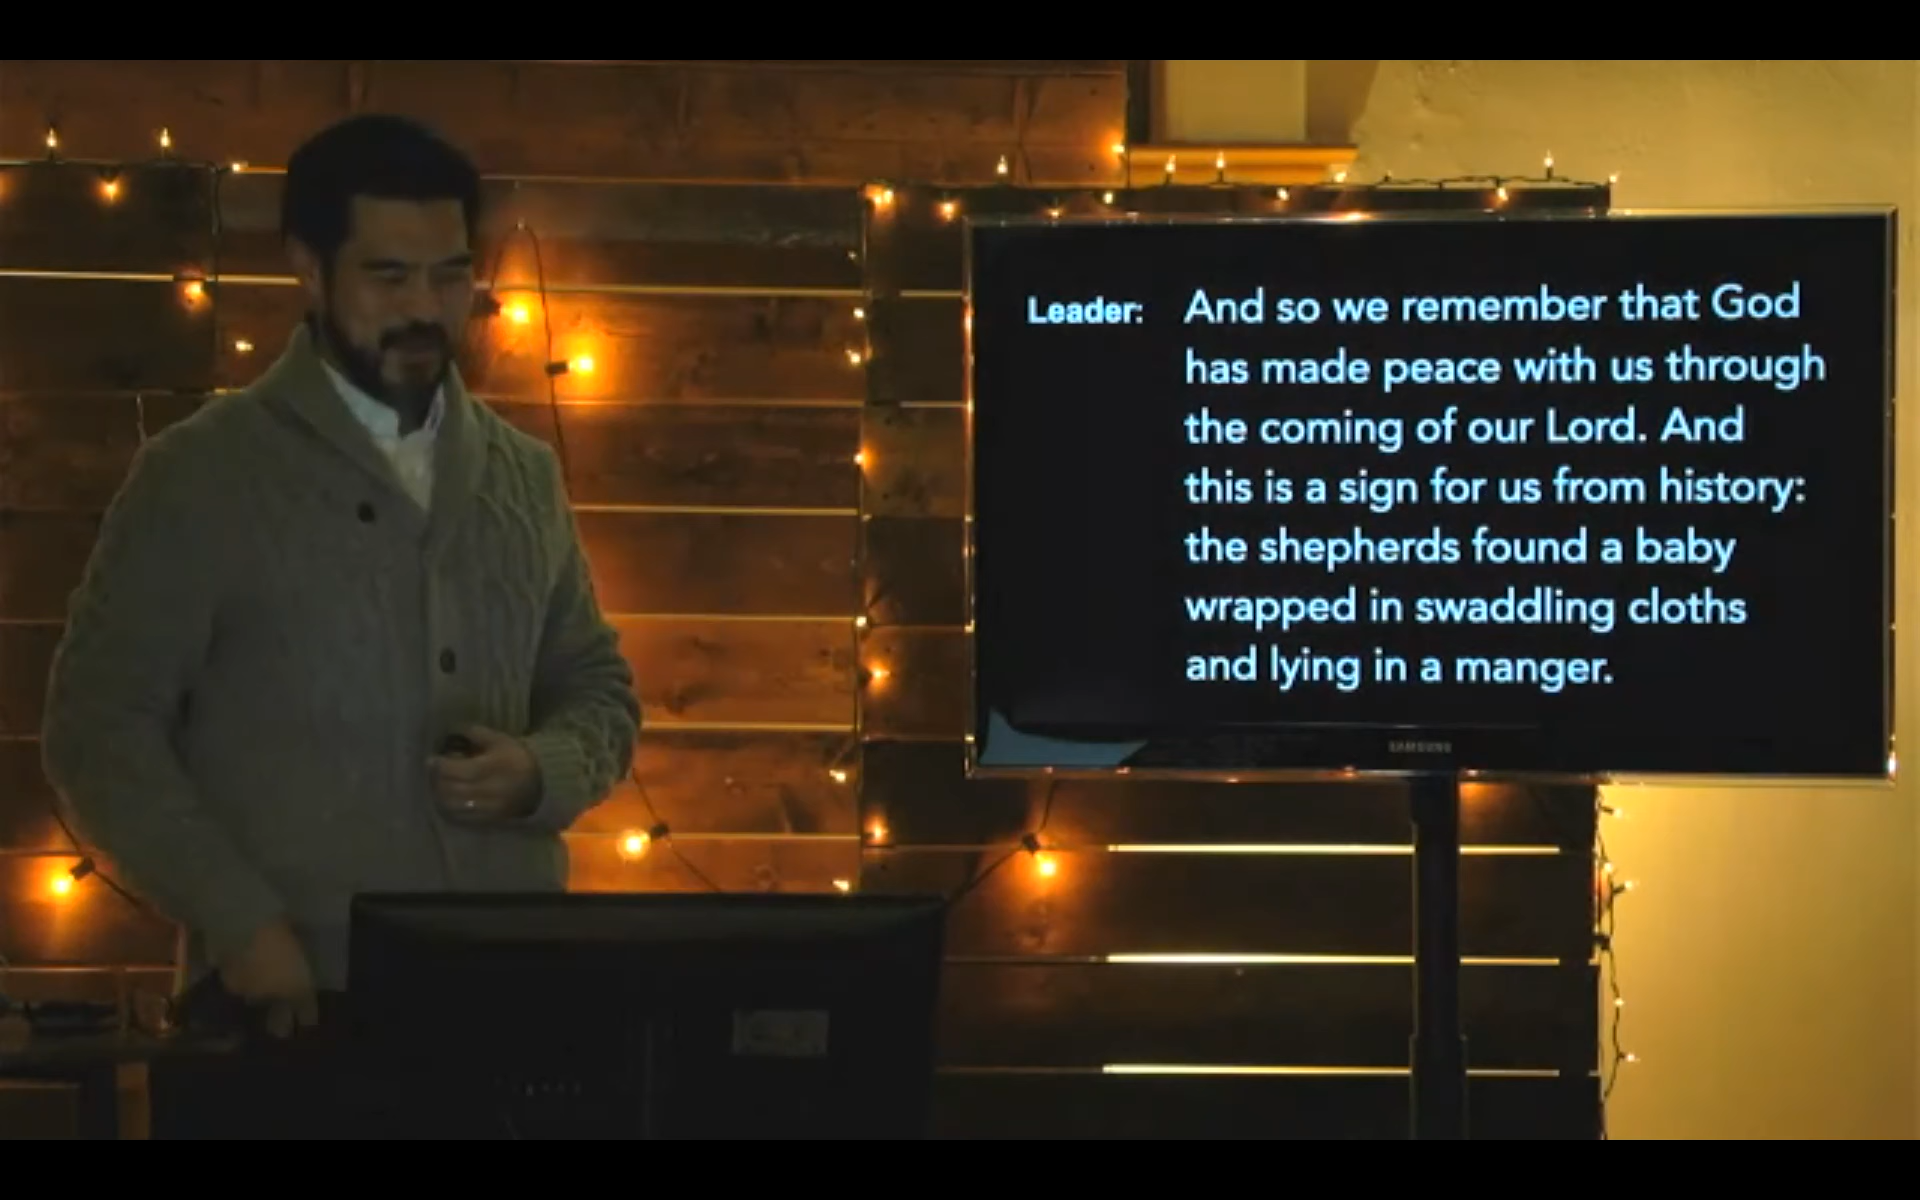 Leader: And so we remember that God
has made peace with us through
the coming of our Lord. And
this is a sign for us from history:
the shepherds found a baby
wrapped in swaddling cloths
and lying in a manger.
SAMSUNG